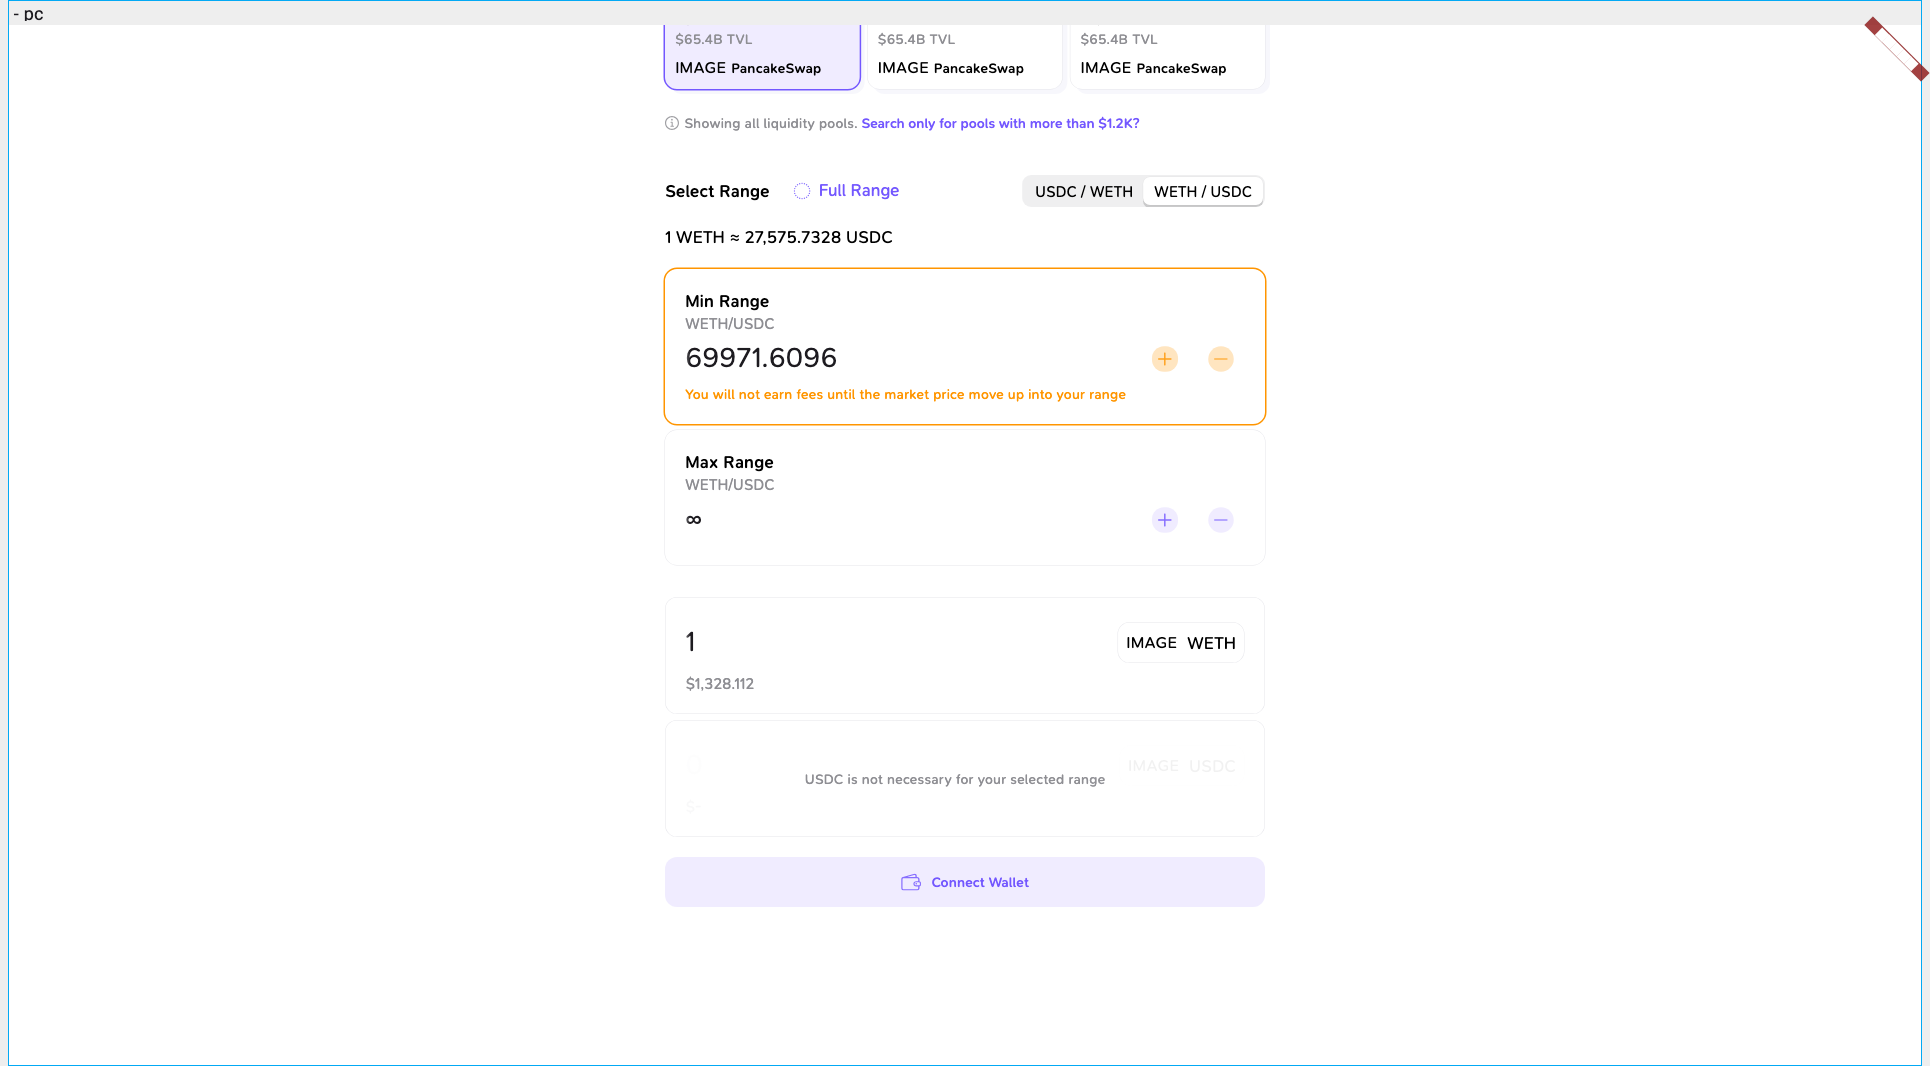 - pc
$65.4B TVL
IMAGE PancakeSwap
$65.4B TVL
IMAGE PancakeSwap
$65.4B TVL
IMAGE PancakeSwap
Showing all liquidity pools. Search only for pools with more than $1.2K?
Select Range Full Range USDC / WETH WETH / USDC
1 WETH ≈ 27,575.7328 USDC
Min Range
WETH/USDC
69971.6096
You will not earn fees until the market price move up into your range
Max Range
WETH/USDC
∞
1 IMAGE WETH
$1,328.112
IMAGE USDC
USDC is not necessary for your selected range
Connect Wallet